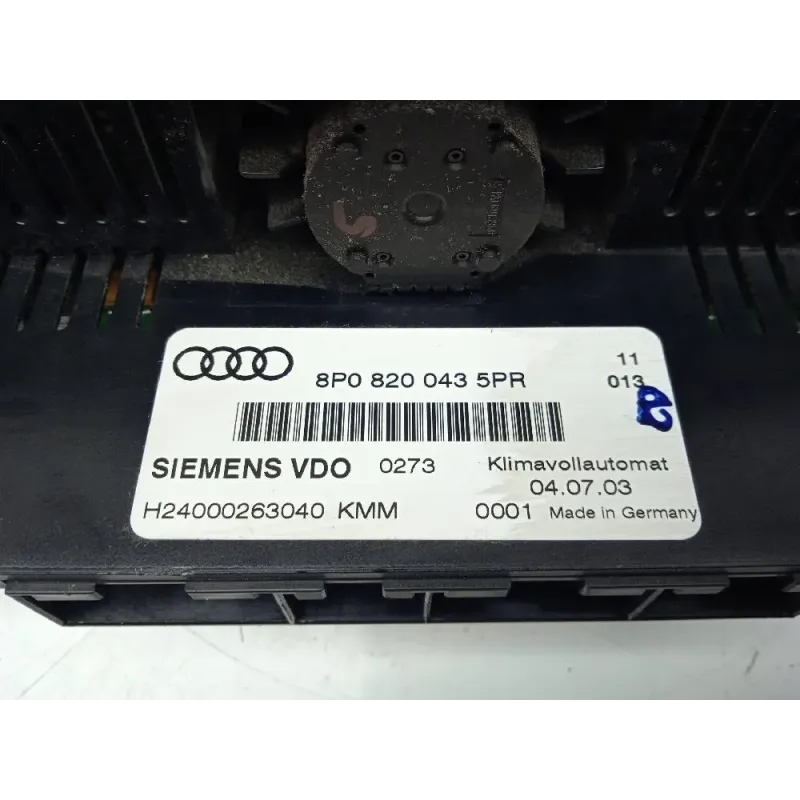 8P0 820 043 5PR
11
013
SIEMENS VDO 0273 Klimavollautomat
04.07.03
H24000263040 KMM 0001 Made in Germany